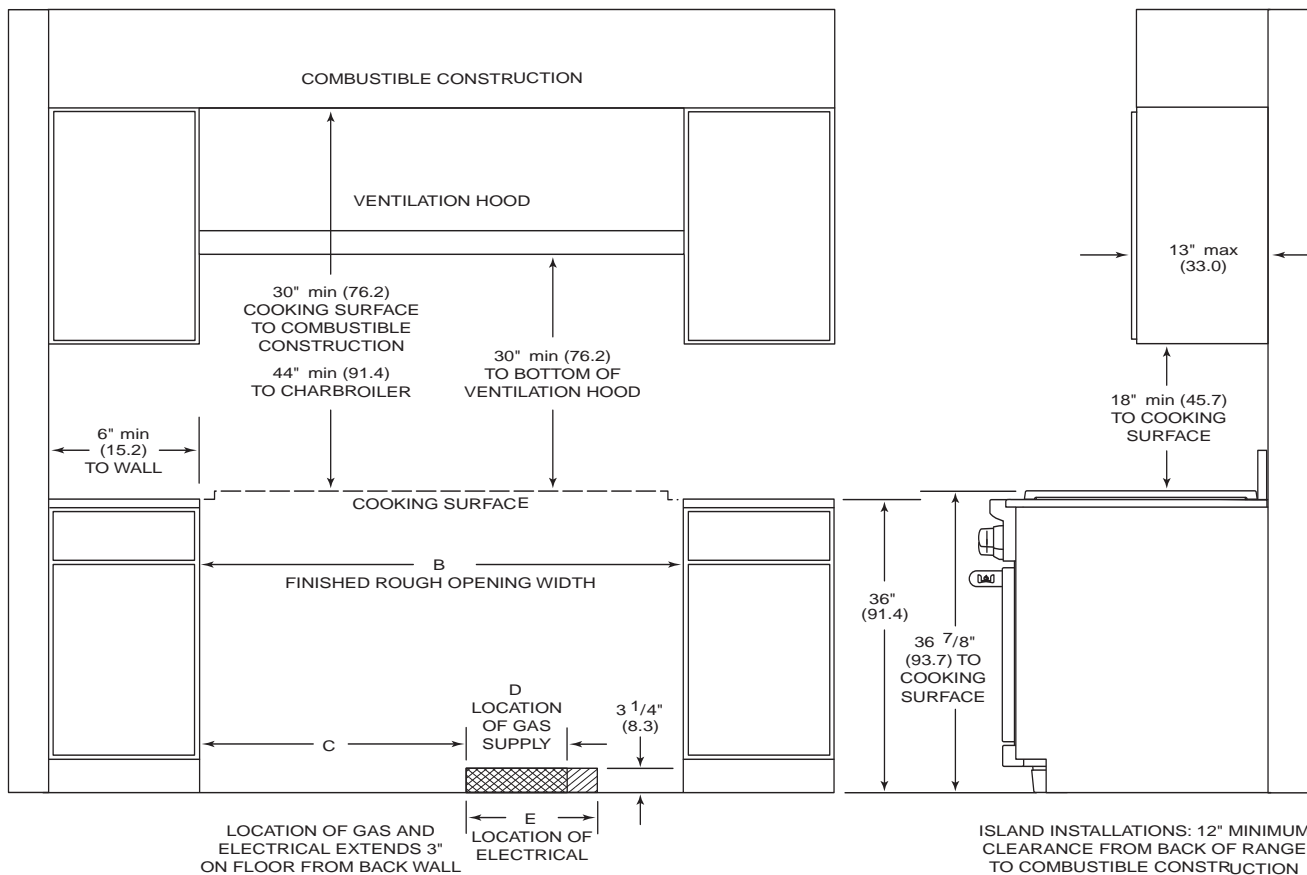 COMBUSTIBLE CONSTRUCTION
VENTILATION HOOD
30" min (76.2)
COOKING SURFACE
TO COMBUSTIBLE
CONSTRUCTION
44" min (91.4)
TO CHARBROILER
30" min (76.2)
TO BOTTOM OF
VENTILATION HOOD
6" min
(15.2)
TO WALL
COOKING SURFACE
B
FINISHED ROUGH OPENING WIDTH
C
D
LOCATION
OF GAS
SUPPLY
3 1/4"
(8.3)
E
LOCATION OF
ELECTRICAL
LOCATION OF GAS AND
ELECTRICAL EXTENDS 3"
ON FLOOR FROM BACK WALL
13" max
(33.0)
18" min (45.7)
TO COOKING
SURFACE
36"
(91.4)
36 7/8"
(93.7) TO
COOKING
SURFACE
ISLAND INSTALLATIONS: 12" MINIMUM
CLEARANCE FROM BACK OF RANGE
TO COMBUSTIBLE CONSTRUCTION